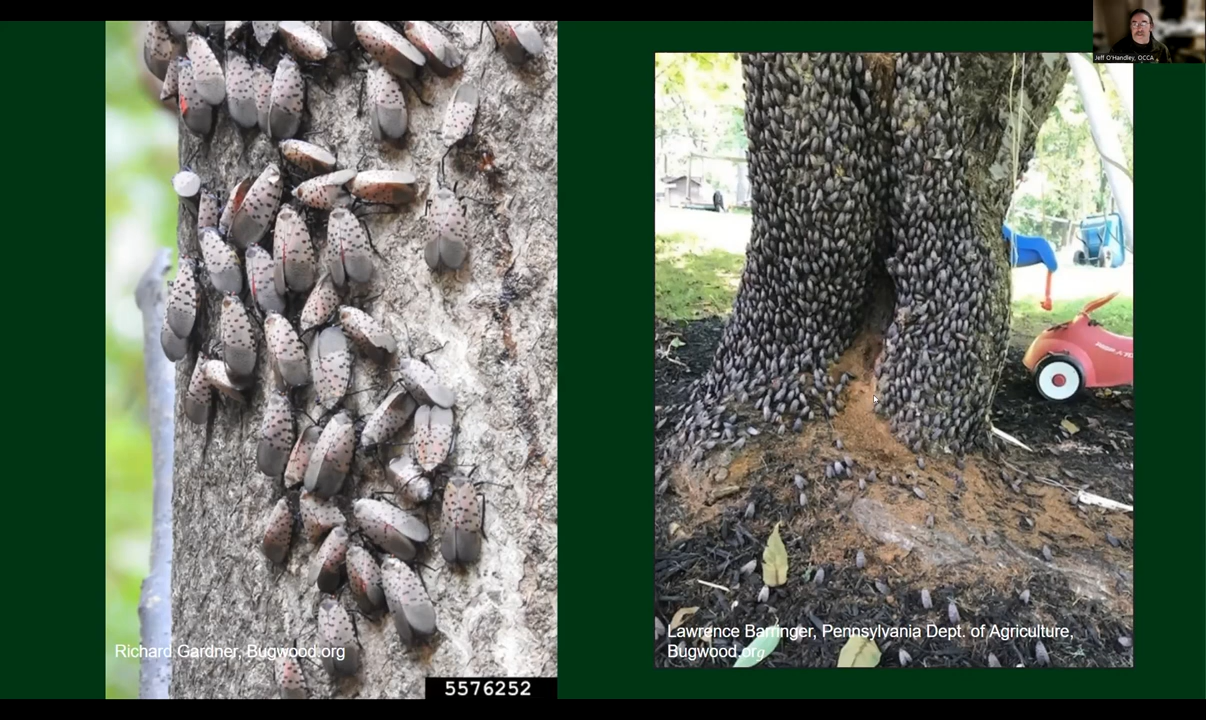 Jeff O'Handley, OCCA
Richard Gardner, Bugwood.org
5576252
Lawrence Barringer, Pennsylvania Dept. of Agriculture,
Bugwood.org